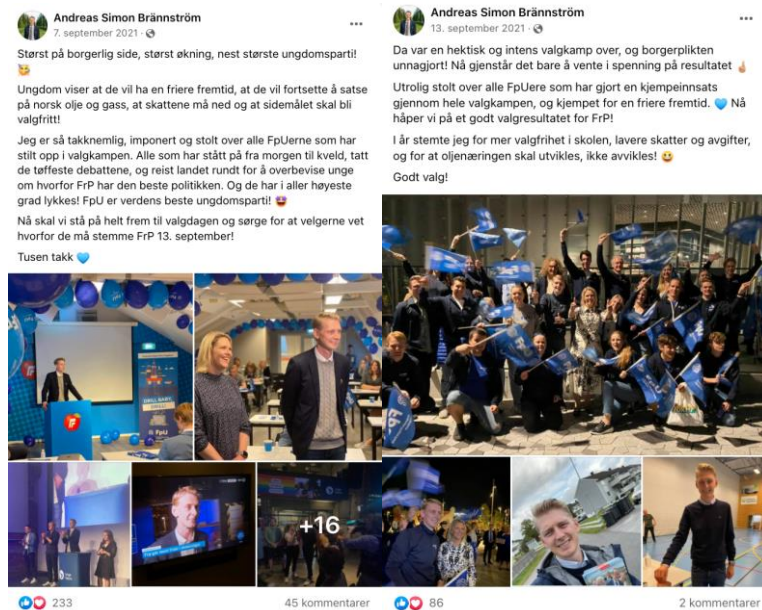 Andreas Simon Brännström
7. september 2021 ·
Størst på borgerlig side, størst økning, nest største ungdomsparti!
🥳
Ungdom viser at de vil ha en friere fremtid, at de vil fortsette å satse
på norsk olje og gass, at skattene må ned og at sidemålet skal bli
valgfritt!
Jeg er så takknemlig, imponert og stolt over alle FpUerne som har
stilt opp i valgkampen. Alle som har stått på fra morgen til kveld, tatt
de tøffeste debattene, og reist landet rundt for å overbevise unge
om hvorfor FrP har den beste politikken. Og de har i aller høyeste
grad lykkes! FpU er verdens beste ungdomsparti! 🤩
Nå skal vi stå på helt frem til valgdagen og sørge for at velgerne vet
hvorfor de må stemme FrP 13. september!
Tusen takk 💙
DRILL BABY,
DRILL!
FpU
+16
233
45 kommentarer
Andreas Simon Brännström
13. september 2021 ·
Da var en hektisk og intens valgkamp over, og borgerplikten
unnagjort! Nå gjenstår det bare å vente i spenning på resultatet 🤞
Utrolig stolt over alle FpUere som har gjort en kjempeinnsats
gjennom hele valgkampen, og kjempet for en friere fremtid. 💙 Nå
håper vi på et godt valgresultatet for FrP!
I år stemte jeg for mer valgfrihet i skolen, lavere skatter og avgifter,
og for at oljenæringen skal utvikles, ikke avvikles! 😃
Godt valg!
FpU
86
2 kommentarer